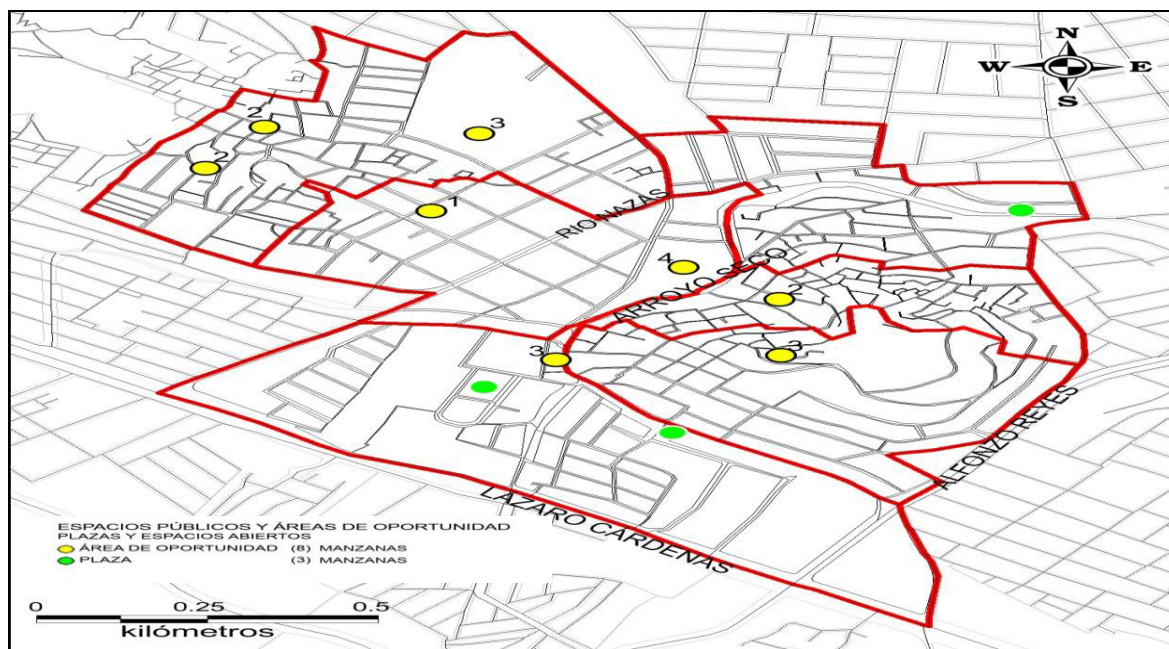 N
W E
S
2
3
2
1
RIO NAZAS
4
ARROYO SECO
2
3
3
ALFONZO REYES
LAZARO CARDENAS
ESPACIOS PÚBLICOS Y ÁREAS DE OPORTUNIDAD
PLAZAS Y ESPACIOS ABIERTOS
ÁREA DE OPORTUNIDAD (8) MANZANAS
PLAZA (3) MANZANAS
0 0.25 0.5
kilómetros